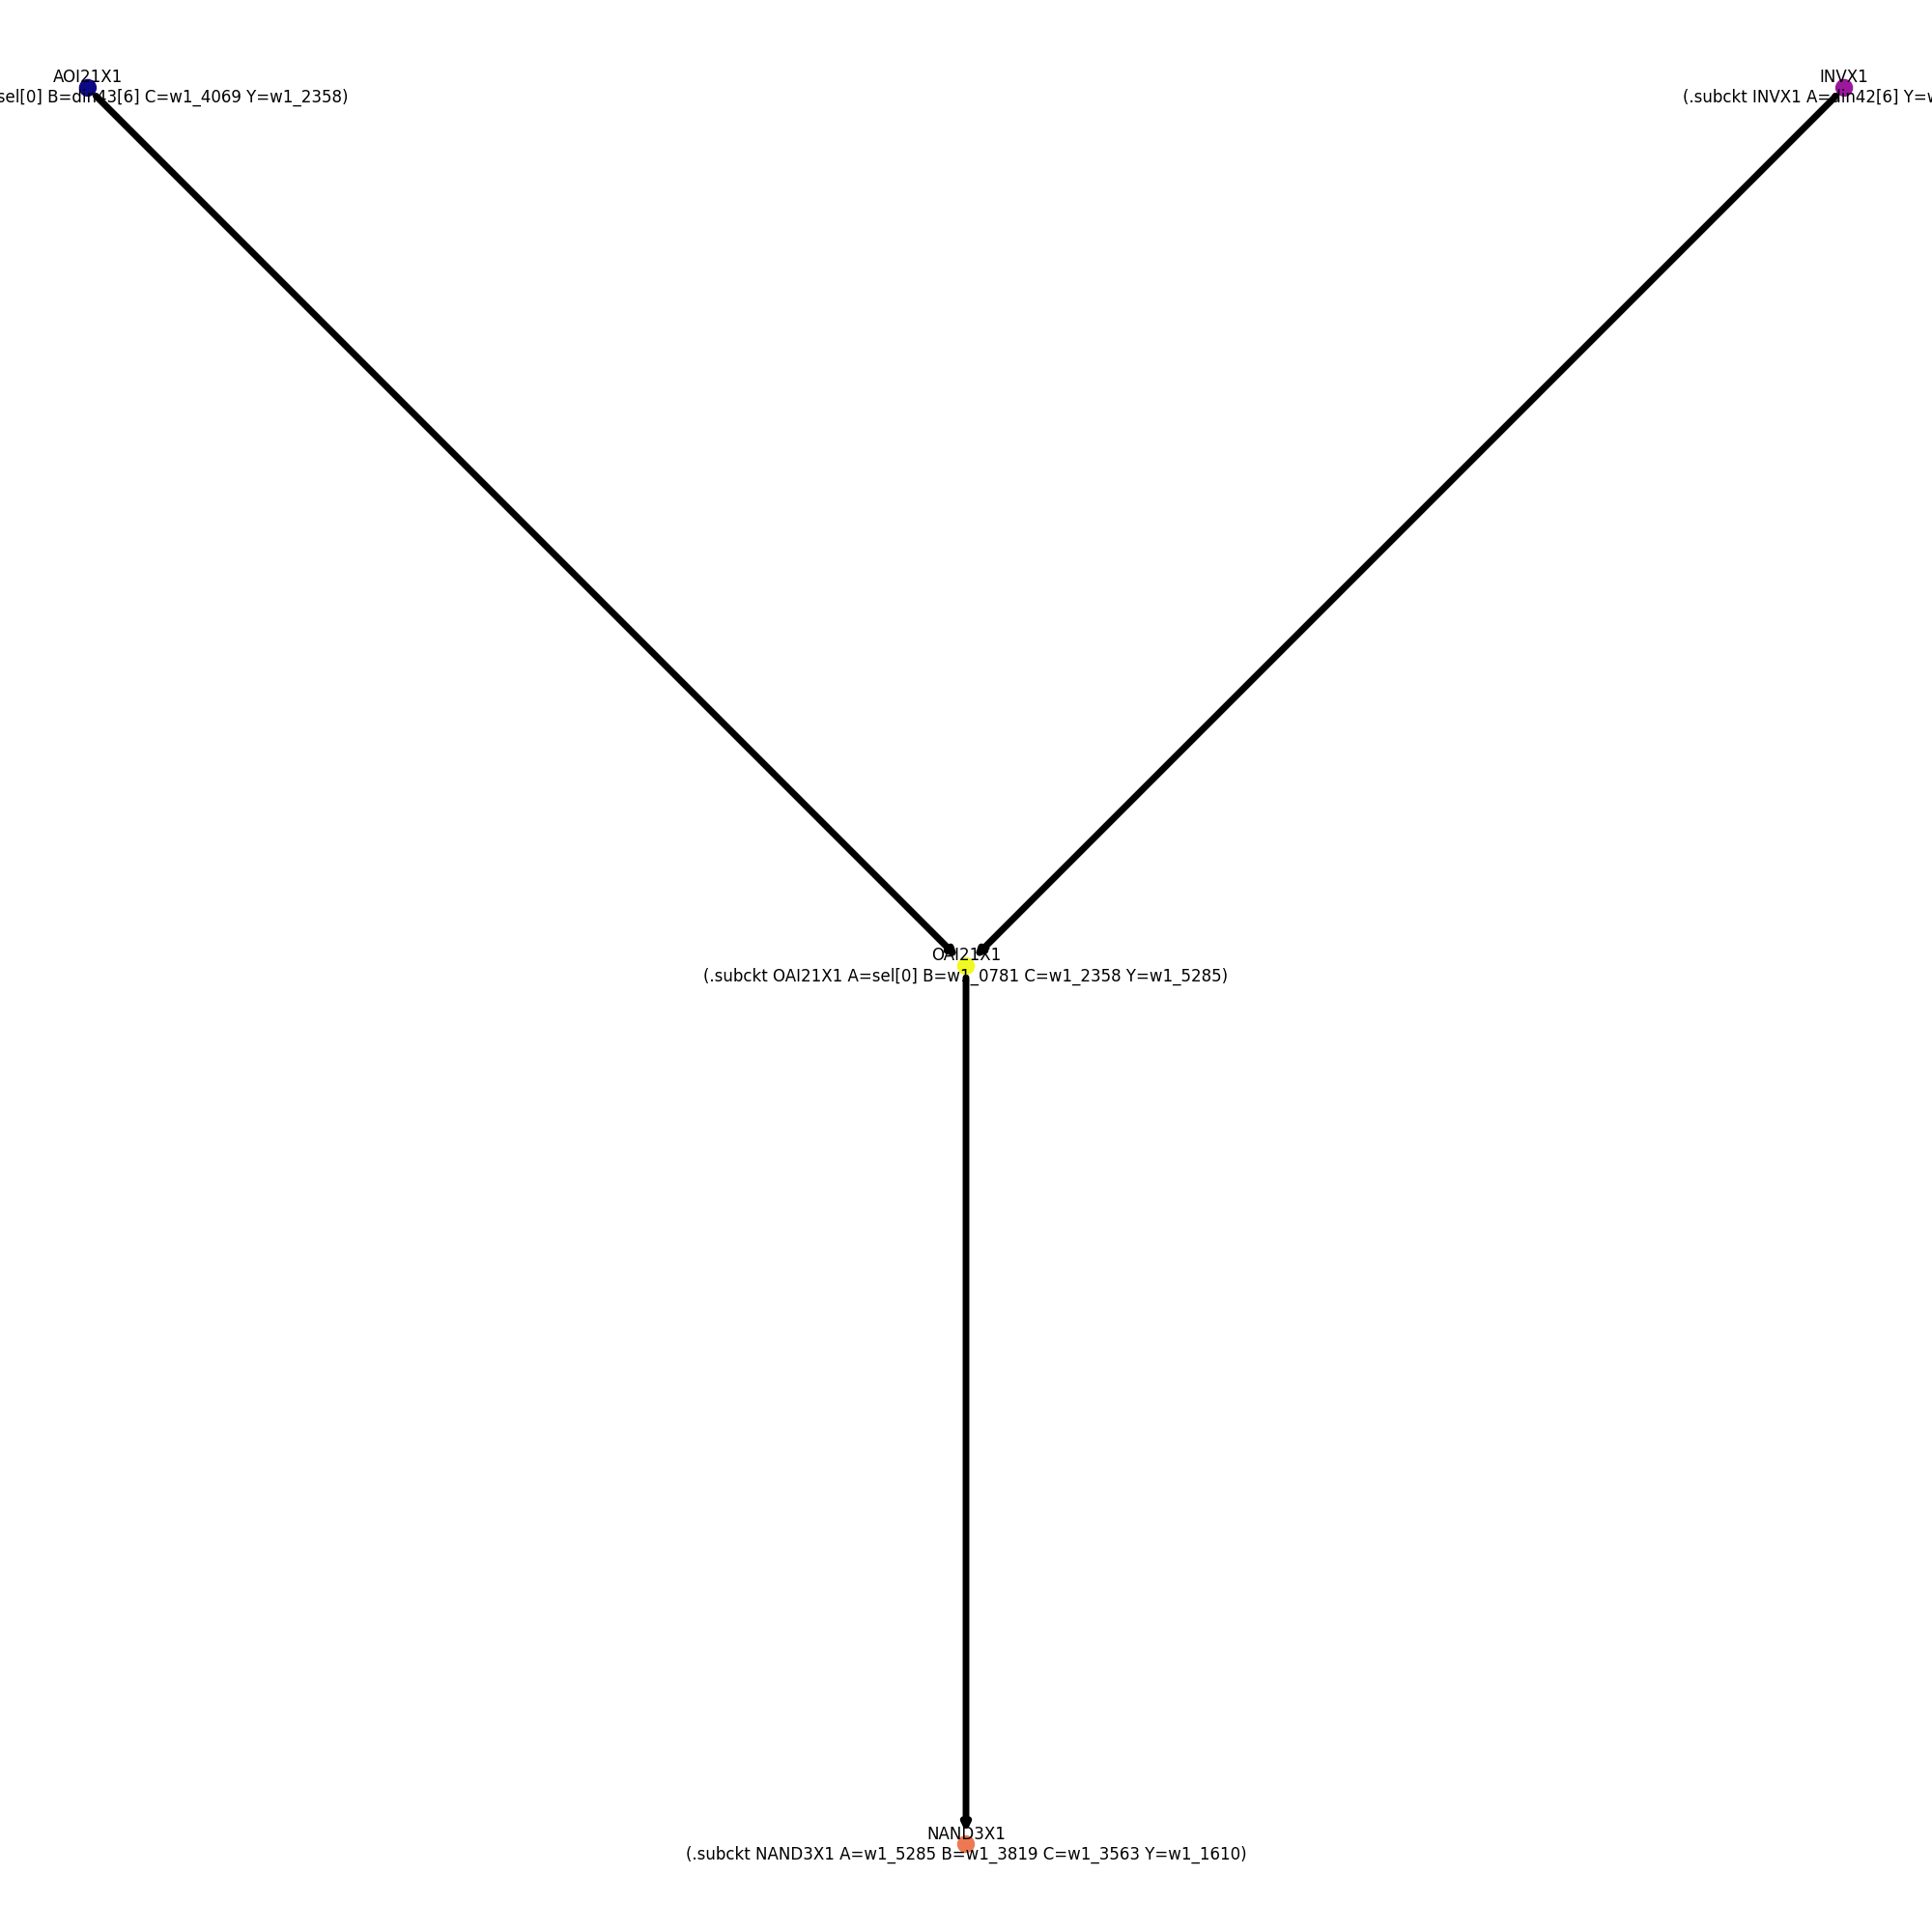 AOI21X1
sel[0] B=din43[6] C=w1_4069 Y=w1_2358)
INVX1
(.subckt INVX1 A=din42[6] Y=
OAI21X1
(.subckt OAI21X1 A=sel[0] B=w1_0781 C=w1_2358 Y=w1_5285)
NAND3X1
(.subckt NAND3X1 A=w1_5285 B=w1_3819 C=w1_3563 Y=w1_1610)